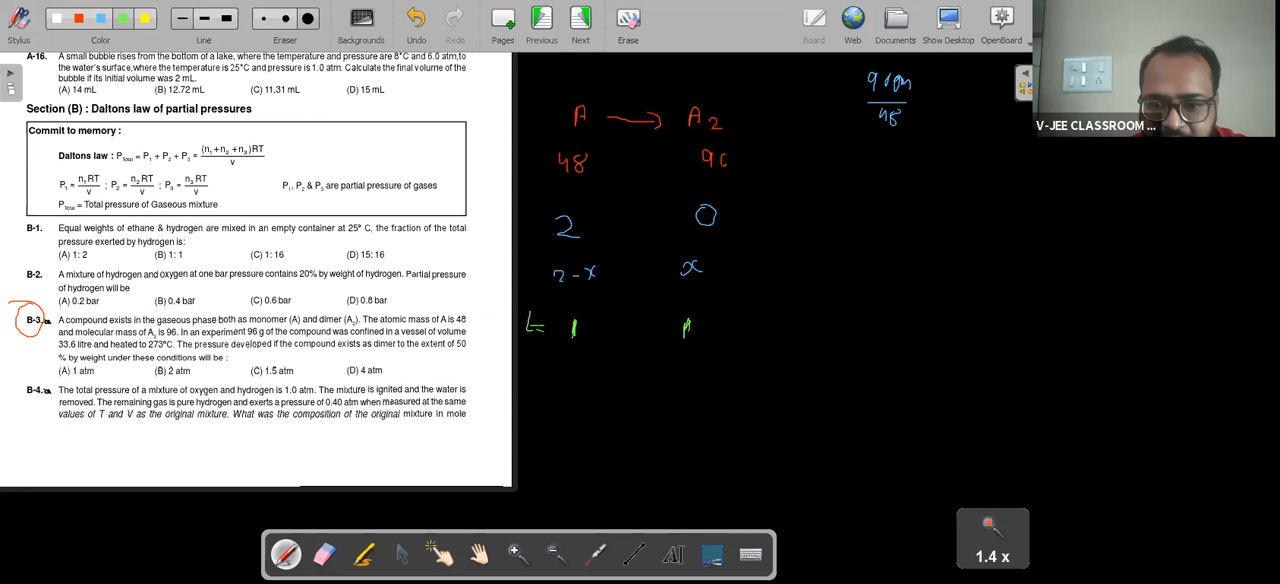 Stylus
Color
Line
Eraser
Backgrounds
Undo
Redo
Pages
Previous
Next
Erase
Board
Web
Documents
Show Desktop
OpenBoard
A-16. A small bubble rises from the bottom of a lake, where the temperature and pressure are 8°C and 6.0 atm,to
the water's surface,where the temperature is 25°C and pressure is 1.0 atm. Calculate the final volume of the
bubble if its initial volume was 2 mL.
(A) 14 mL (B) 12.72 mL (C) 11.31 mL (D) 15 mL
Section (B) : Daltons law of partial pressures
Commit to memory :
Daltons law : P_Total = P₁ + P₂ + P₃ = (n₁+n₂+n₃)RT / v
P₁ = n₁RT / v ; P₂ = n₂RT / v ; P₃ = n₃RT / v P₁, P₂ & P₃ are partial pressure of gases
P_Total = Total pressure of Gaseous mixture
B-1. Equal weights of ethane & hydrogen are mixed in an empty container at 25° C, the fraction of the total
pressure exerted by hydrogen is:
(A) 1: 2 (B) 1: 1 (C) 1: 16 (D) 15: 16
B-2. A mixture of hydrogen and oxygen at one bar pressure contains 20% by weight of hydrogen. Partial pressure
of hydrogen will be
(A) 0.2 bar (B) 0.4 bar (C) 0.6 bar (D) 0.8 bar
B-3. A compound exists in the gaseous phase both as monomer (A) and dimer (A₂). The atomic mass of A is 48
and molecular mass of A₂ is 96. In an experiment 96 g of the compound was confined in a vessel of volume
33.6 litre and heated to 273°C. The pressure developed if the compound exists as dimer to the extent of 50
% by weight under these conditions will be :
(A) 1 atm (B) 2 atm (C) 1.5 atm (D) 4 atm
B-4. The total pressure of a mixture of oxygen and hydrogen is 1.0 atm. The mixture is ignited and the water is
removed. The remaining gas is pure hydrogen and exerts a pressure of 0.40 atm when measured at the same
values of T and V as the original mixture. What was the composition of the original mixture in mole
A → A₂
48 96
2 0
2-x x
t=
48
V-JEE CLASSROOM ...
1.4 x